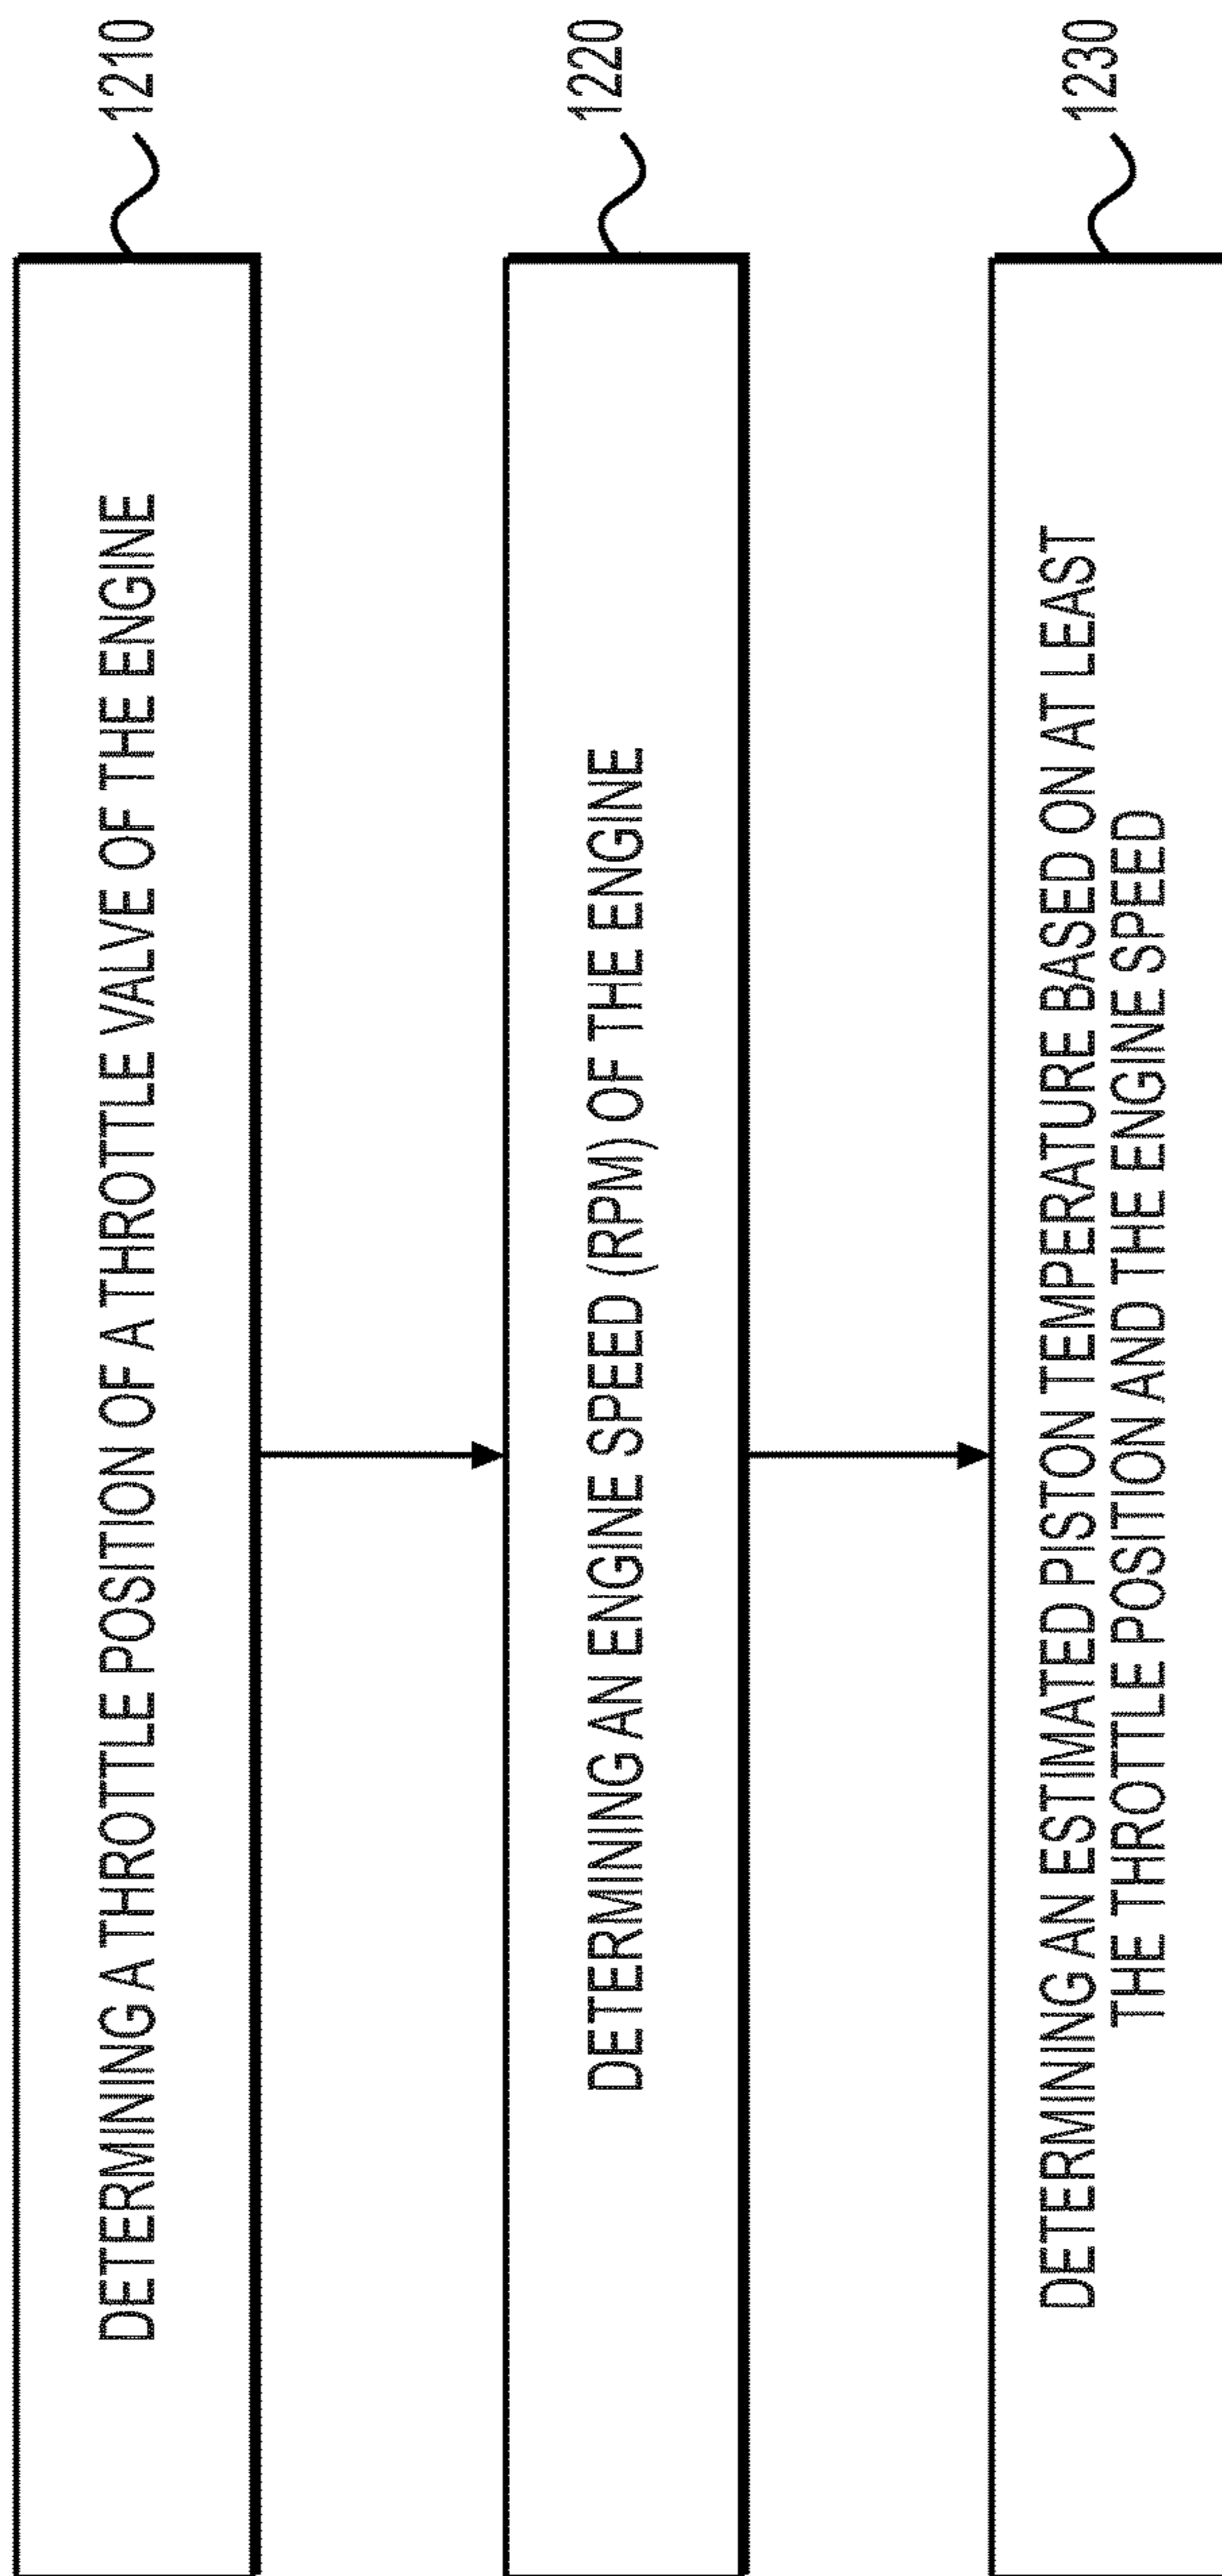 DETERMINING A THROTTLE POSITION OF A THROTTLE VALVE OF THE ENGINE
1210
DETERMINING AN ENGINE SPEED (RPM) OF THE ENGINE
1220
DETERMINING AN ESTIMATED PISTON TEMPERATURE BASED ON AT LEAST
THE THROTTLE POSITION AND THE ENGINE SPEED
1230